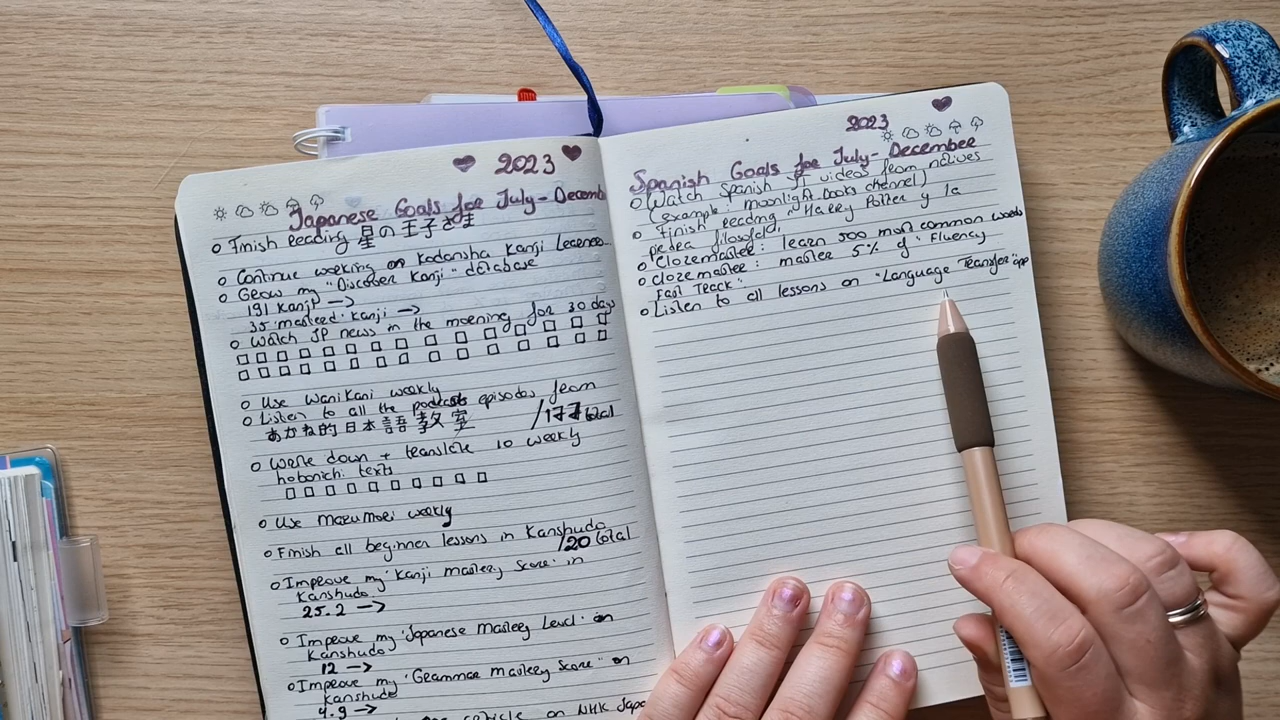 2023
Japanese Goals for July - Decemb
o Finish reading 星の王子さま
o Continue working on Kodansha Kanji Learner...
o Grow my "Discover Kanji" database
191 kanji →
35 mastered kanji →
o Watch JP news in the morning for 30 days
o Use WaniKani weekly
o Listen to all the podcasts episodes from
あかね的日本語教室 /177 total
o Write down + translate 10 weekly
hobonichi texts
o Use mazumori weekly
o Finish all beginner lessons in Kanshudo
/20 total
o Improve my "Kanji mastery score" in
Kanshudo
25.2 →
o Improve my "Japanese Mastery Level" on
Kanshudo
12 →
o Improve my "Grammar mastery score" on
Kanshudo
4.9 →
article on NHK Japa
2023
Spanish Goals for July - December
o Watch Spanish YT videos from natives
(example: moonlight books channel)
o Finish reading "Harry Potter y la
piedra filosofal"
o Clozemaster: learn 500 most common words
o Clozemaster: master 5% of "Fluency
Fast Track"
o Listen to all lessons on "Language Transfer" app